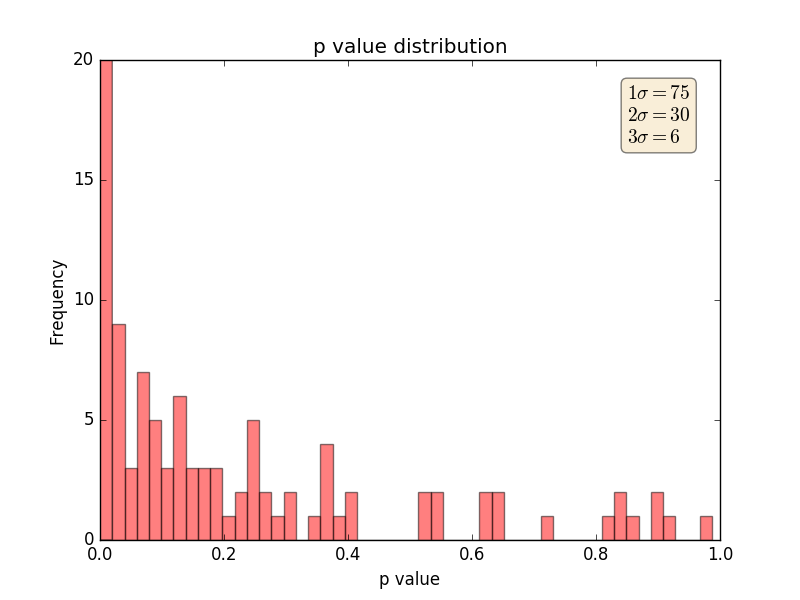 p value distribution
1σ = 75
2σ = 30
3σ = 6
20
15
10
5
0
Frequency
0.0 0.2 0.4 0.6 0.8 1.0
p value